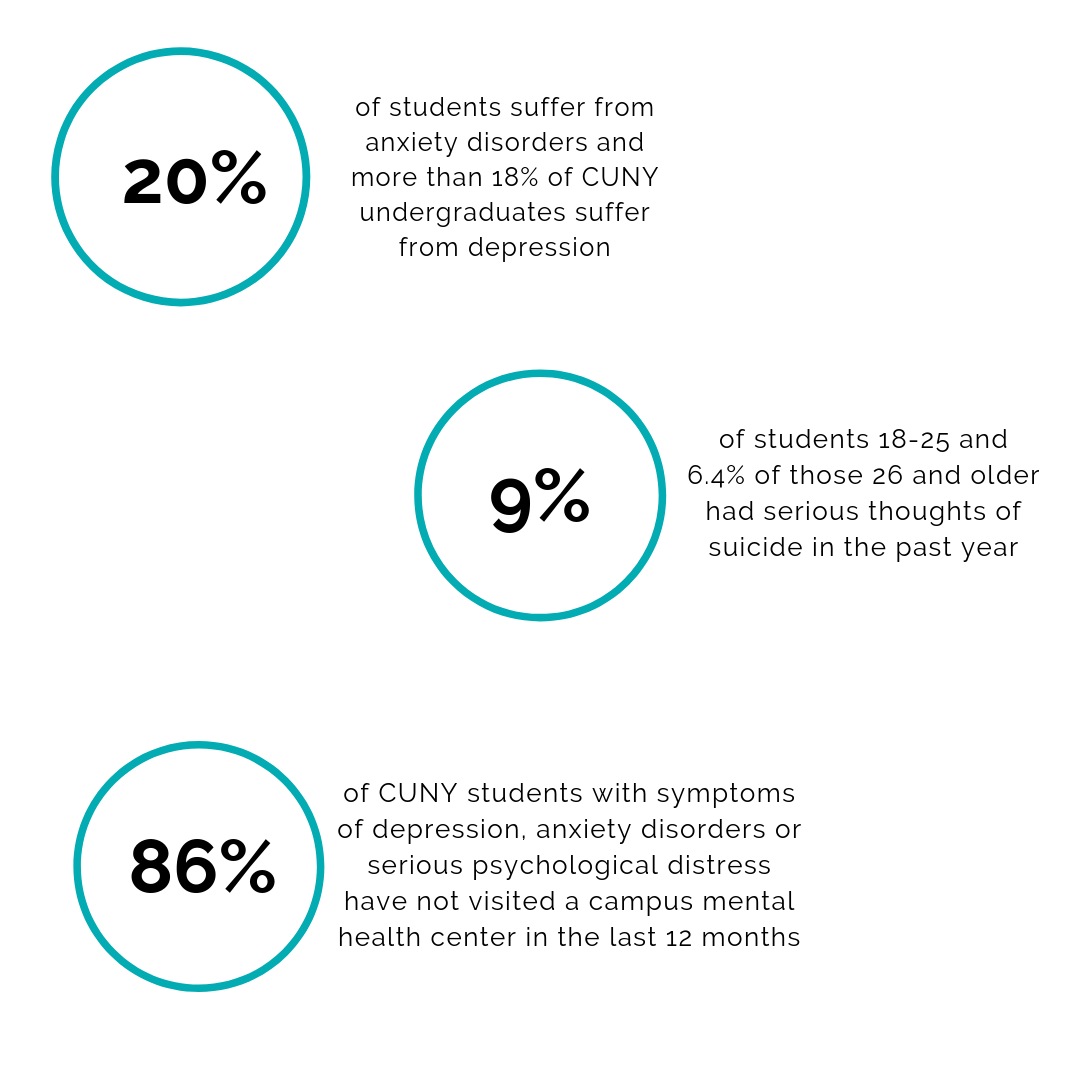 20%
of students suffer from
anxiety disorders and
more than 18% of CUNY
undergraduates suffer
from depression
9%
of students 18-25 and
6.4% of those 26 and older
had serious thoughts of
suicide in the past year
86%
of CUNY students with symptoms
of depression, anxiety disorders or
serious psychological distress
have not visited a campus mental
health center in the last 12 months